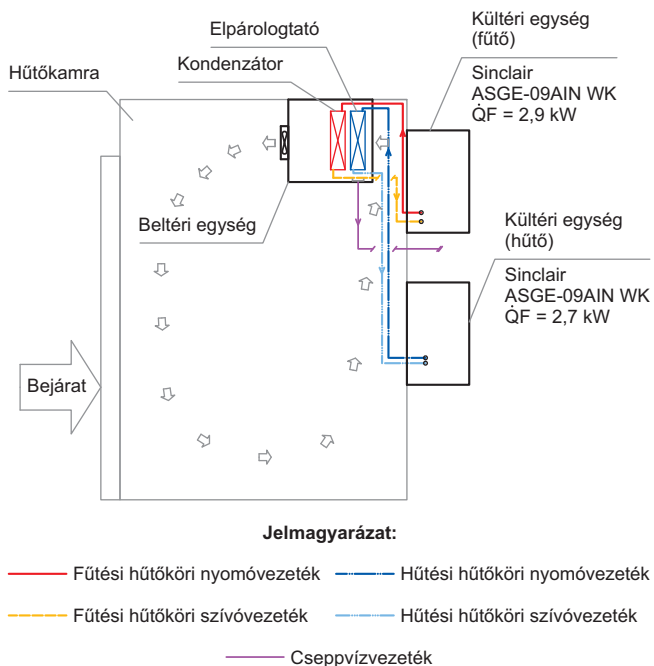 Elpárologtató
Kondenzátor
Hűtőkamra
Kültéri egység
(fűtő)
Sinclair
ASGE-09AIN WK
Q̇F = 2,9 kW
Beltéri egység
Kültéri egység
(hűtő)
Sinclair
ASGE-09AIN WK
Q̇F = 2,7 kW
Bejárat
Jelmagyarázat:
Fűtési hűtőköri nyomóvezeték
Hűtési hűtőköri nyomóvezeték
Fűtési hűtőköri szívóvezeték
Hűtési hűtőköri szívóvezeték
Cseppvízvezeték